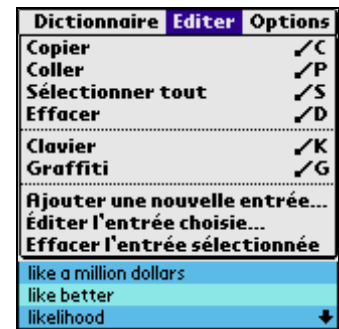 Dictionnaire Editer Options
Copier /C
Coller /P
Sélectionner tout /S
Effacer /D
Clavier /K
Graffiti /G
Ajouter une nouvelle entrée...
Éditer l'entrée choisie...
Effacer l'entrée sélectionnée
like a million dollars
like better
likelihood